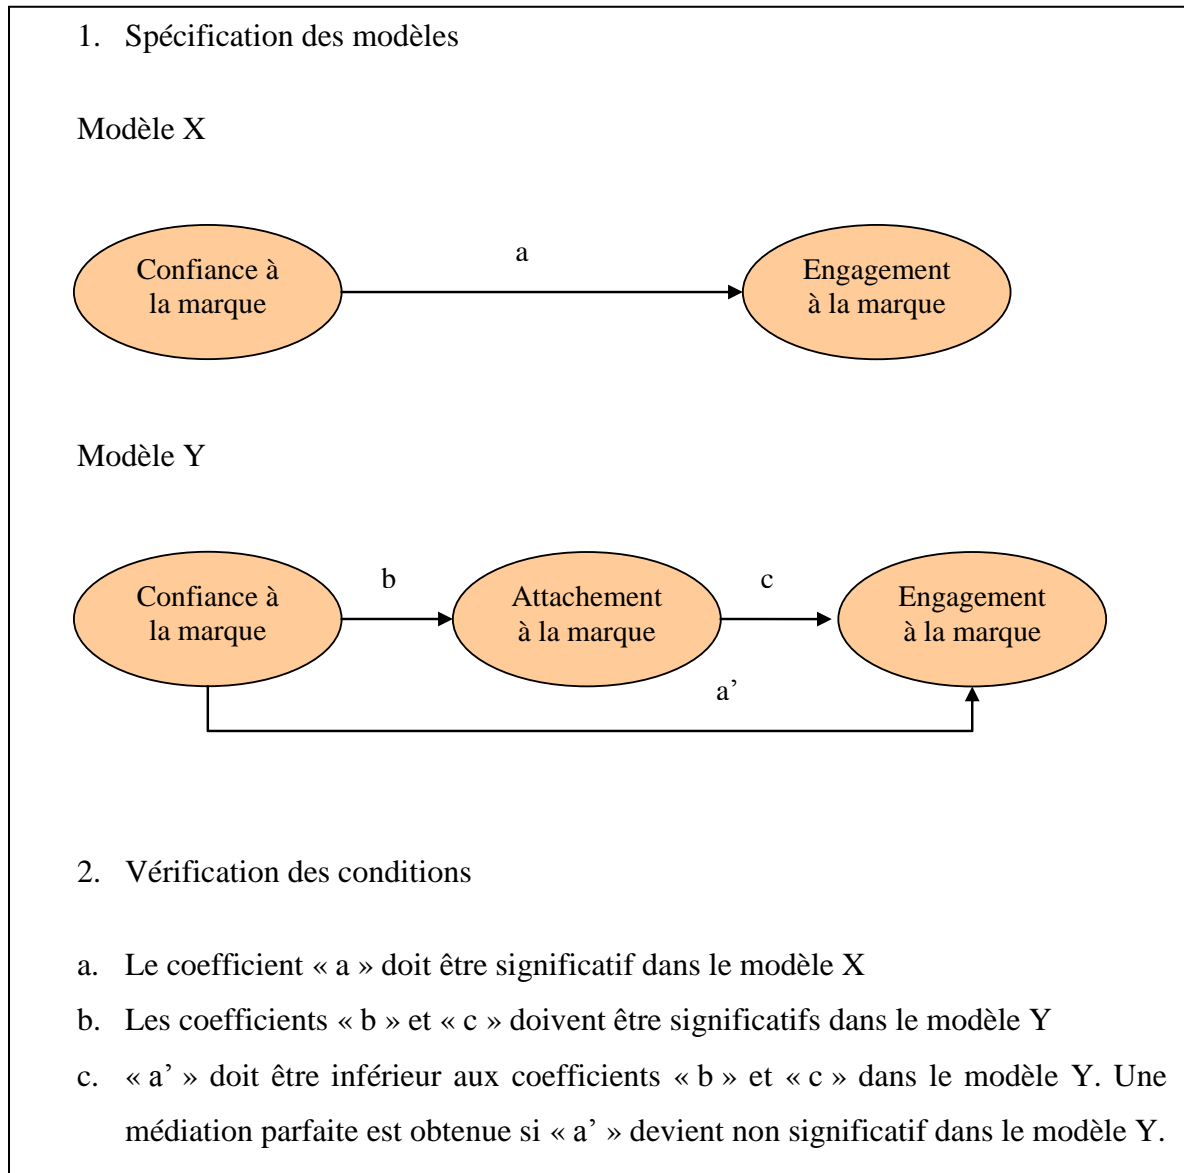 1. Spécification des modèles
Modèle X
a
Confiance à
la marque
Engagement
à la marque
Modèle Y
b
c
Confiance à
la marque
Attachement
à la marque
Engagement
à la marque
a’
2. Vérification des conditions
a. Le coefficient « a » doit être significatif dans le modèle X
b. Les coefficients « b » et « c » doivent être significatifs dans le modèle Y
c. « a’ » doit être inférieur aux coefficients « b » et « c » dans le modèle Y. Une
médiation parfaite est obtenue si « a’ » devient non significatif dans le modèle Y.